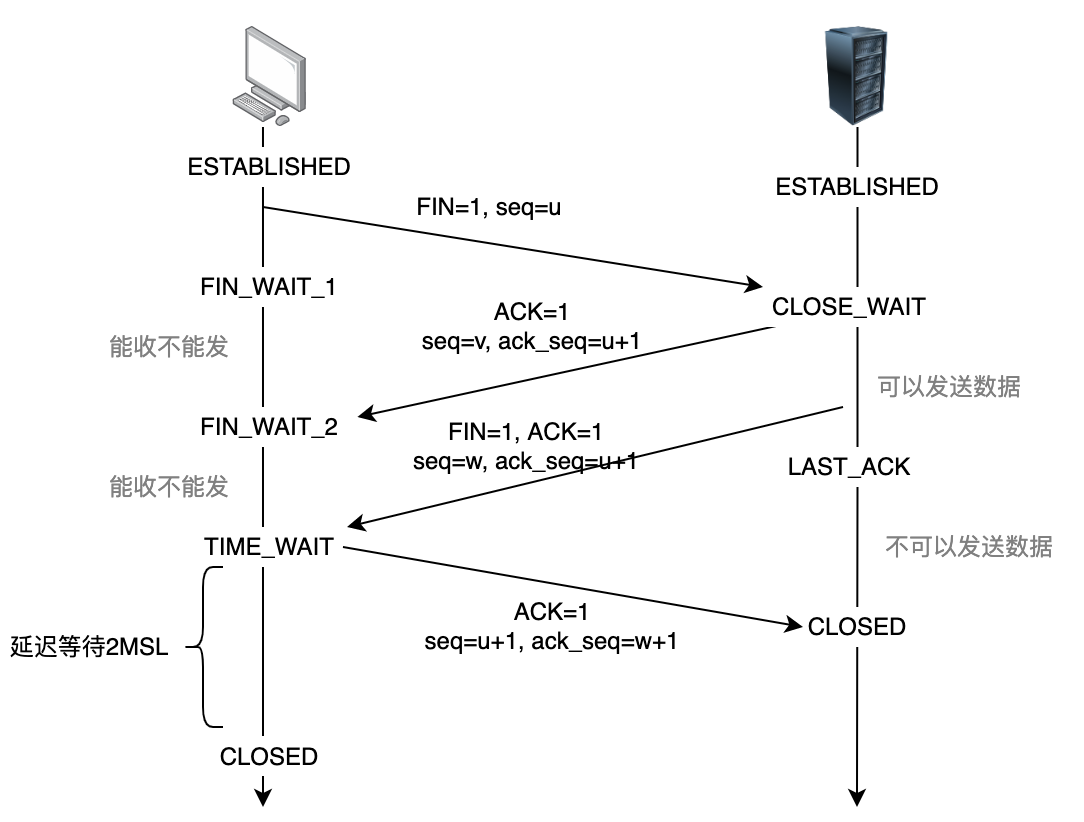 ESTABLISHED
ESTABLISHED
FIN=1, seq=u
FIN_WAIT_1
CLOSE_WAIT
ACK=1
seq=v, ack_seq=u+1
能收不能发
可以发送数据
FIN_WAIT_2
FIN=1, ACK=1
seq=w, ack_seq=u+1
LAST_ACK
能收不能发
TIME_WAIT
不可以发送数据
ACK=1
seq=u+1, ack_seq=w+1
CLOSED
延迟等待2MSL
CLOSED